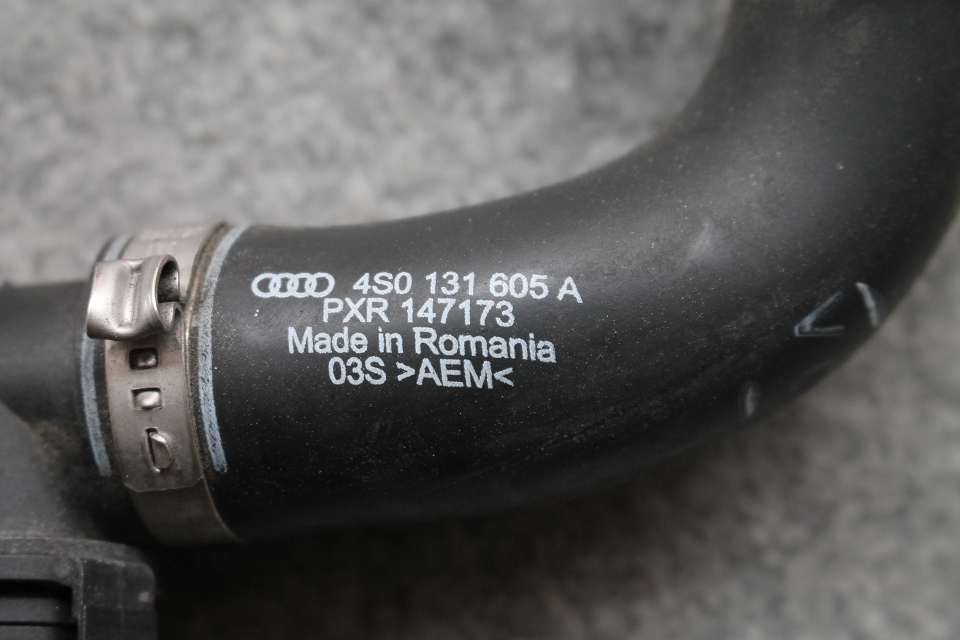 4S0 131 605 A
PXR 147173
Made in Romania
03S >AEM<